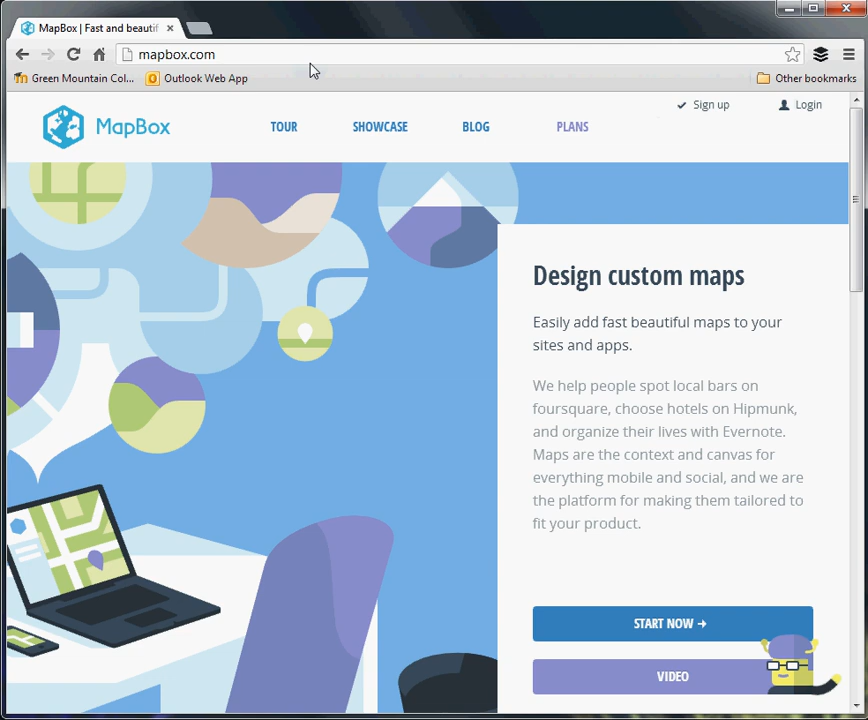 MapBox | Fast and beautif
mapbox.com
Green Mountain Col...
Outlook Web App
Other bookmarks
Sign up
Login
MapBox
TOUR
SHOWCASE
BLOG
PLANS
Design custom maps
Easily add fast beautiful maps to your
sites and apps.
We help people spot local bars on
foursquare, choose hotels on Hipmunk,
and organize their lives with Evernote.
Maps are the context and canvas for
everything mobile and social, and we are
the platform for making them tailored to
fit your product.
START NOW →
VIDEO